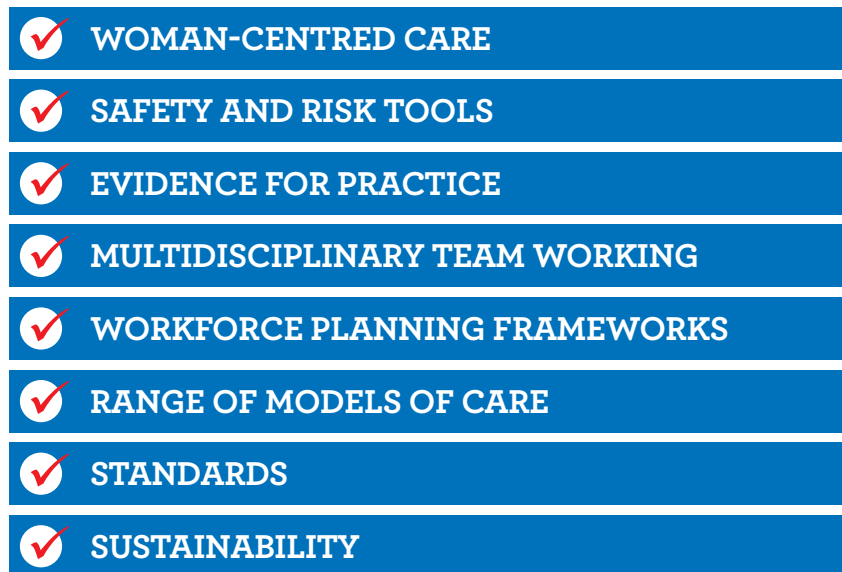 WOMAN-CENTRED CARE
SAFETY AND RISK TOOLS
EVIDENCE FOR PRACTICE
MULTIDISCIPLINARY TEAM WORKING
WORKFORCE PLANNING FRAMEWORKS
RANGE OF MODELS OF CARE
STANDARDS
SUSTAINABILITY